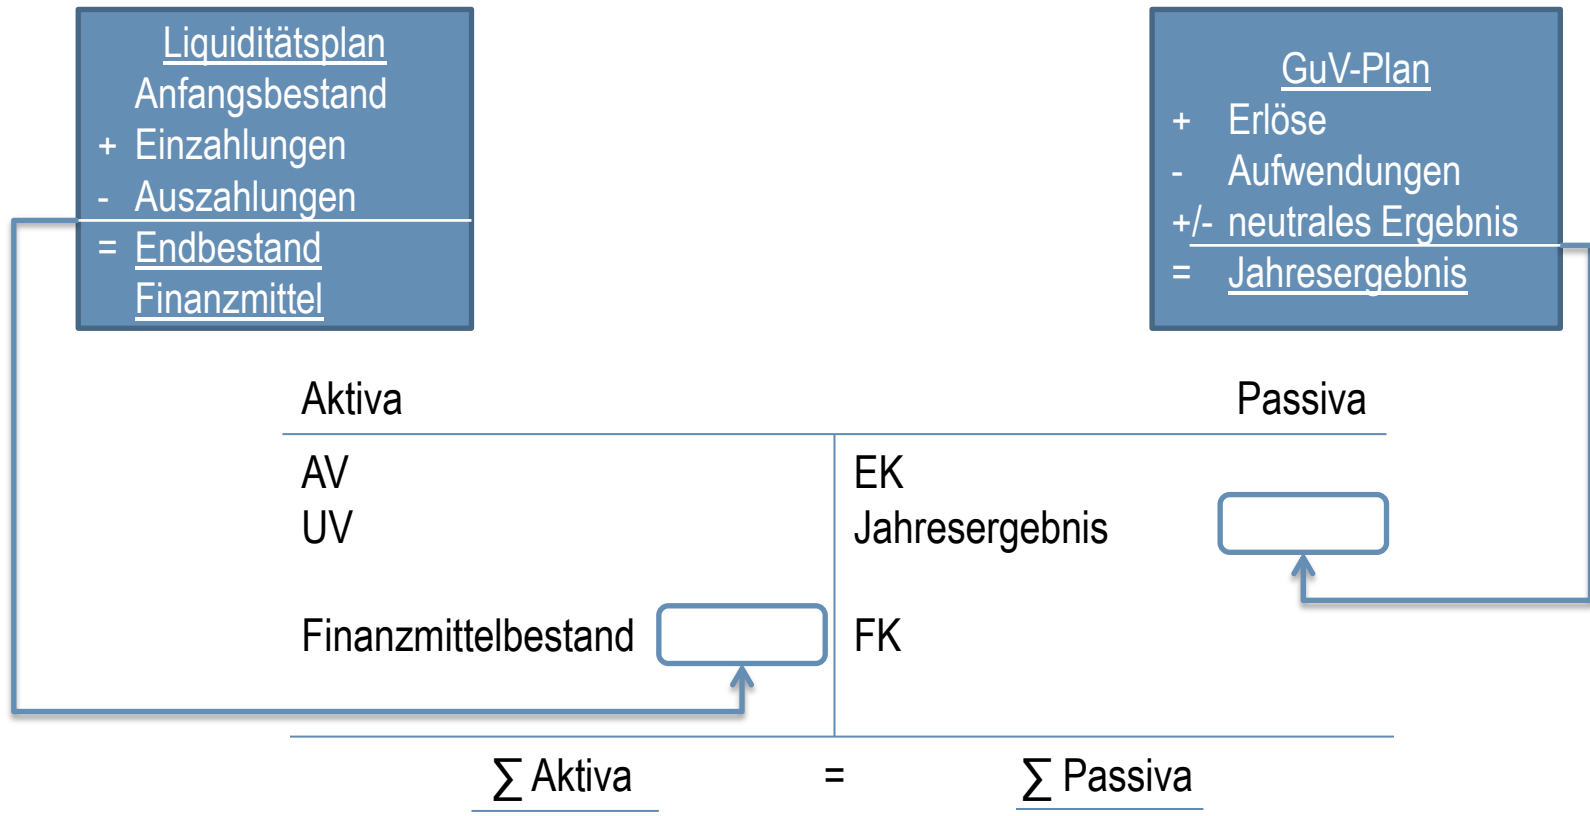 Liquiditätsplan
Anfangsbestand
+ Einzahlungen
- Auszahlungen
= Endbestand
Finanzmittel
GuV-Plan
+ Erlöse
- Aufwendungen
+/- neutrales Ergebnis
= Jahresergebnis
Aktiva Passiva
AV EK
UV Jahresergebnis
Finanzmittelbestand FK
∑ Aktiva = ∑ Passiva